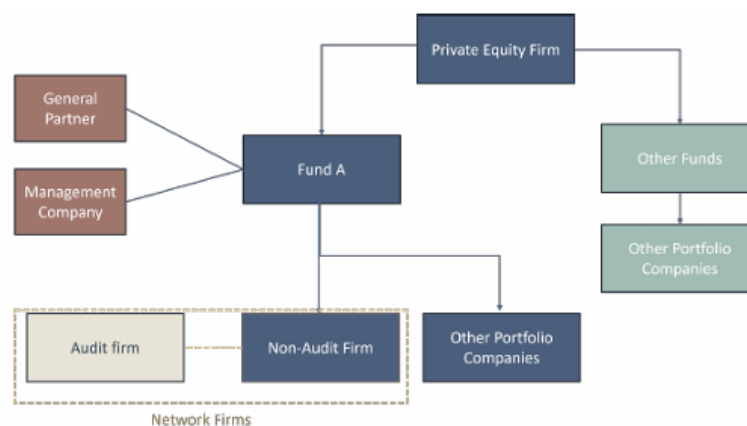 Private Equity Firm
General
Partner
Fund A
Other Funds
Management
Company
Other Portfolio
Companies
Audit firm
Non-Audit Firm
Other Portfolio
Companies
Network Firms